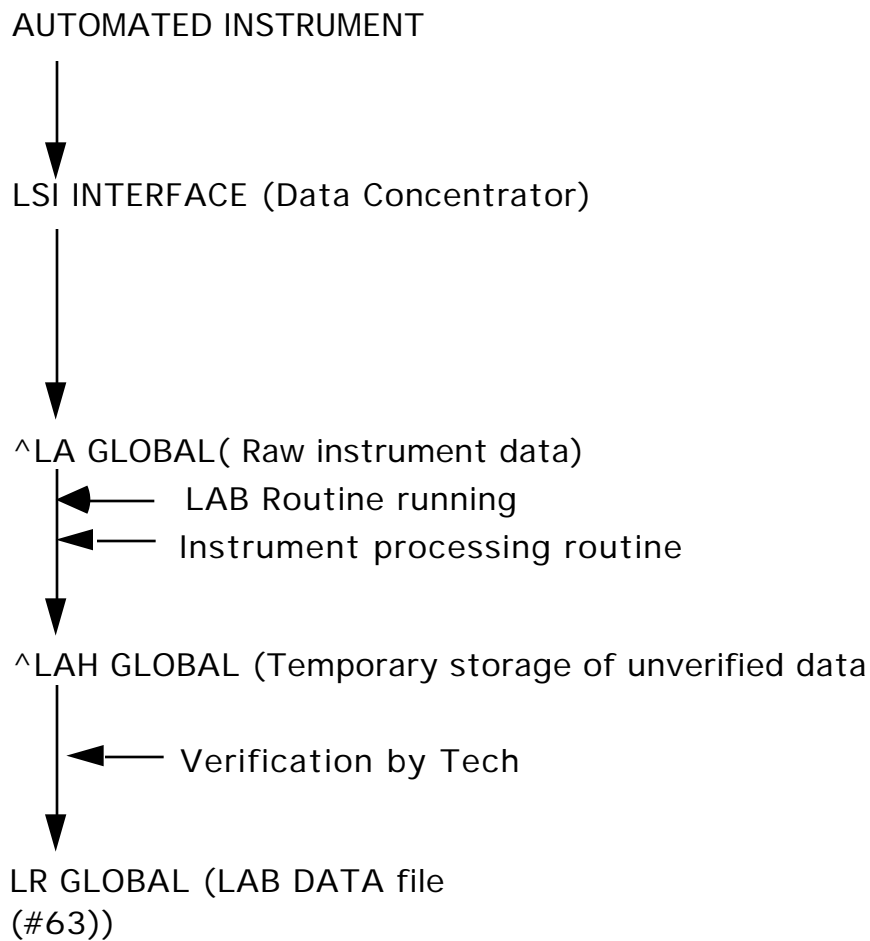 AUTOMATED INSTRUMENT
LSI INTERFACE (Data Concentrator)
^LA GLOBAL( Raw instrument data)
LAB Routine running
Instrument processing routine
^LAH GLOBAL (Temporary storage of unverified data
Verification by Tech
LR GLOBAL (LAB DATA file
(#63))